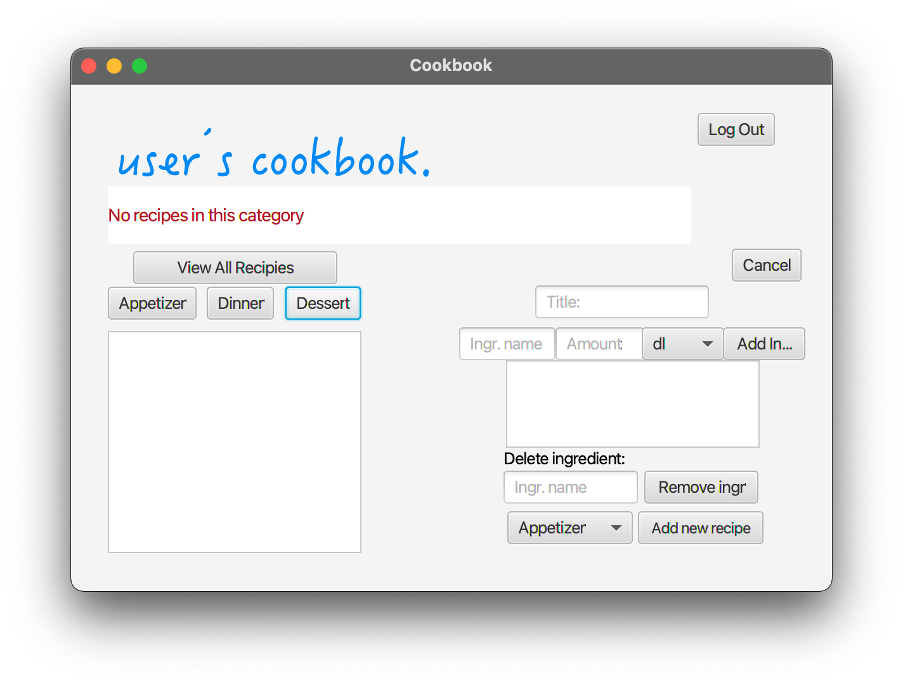 Cookbook
Log Out
user's cookbook.
No recipes in this category
View All Recipies
Cancel
Appetizer Dinner Dessert
Title:
Ingr. name Amount: dl Add In...
Delete ingredient:
Ingr. name Remove ingr
Appetizer Add new recipe